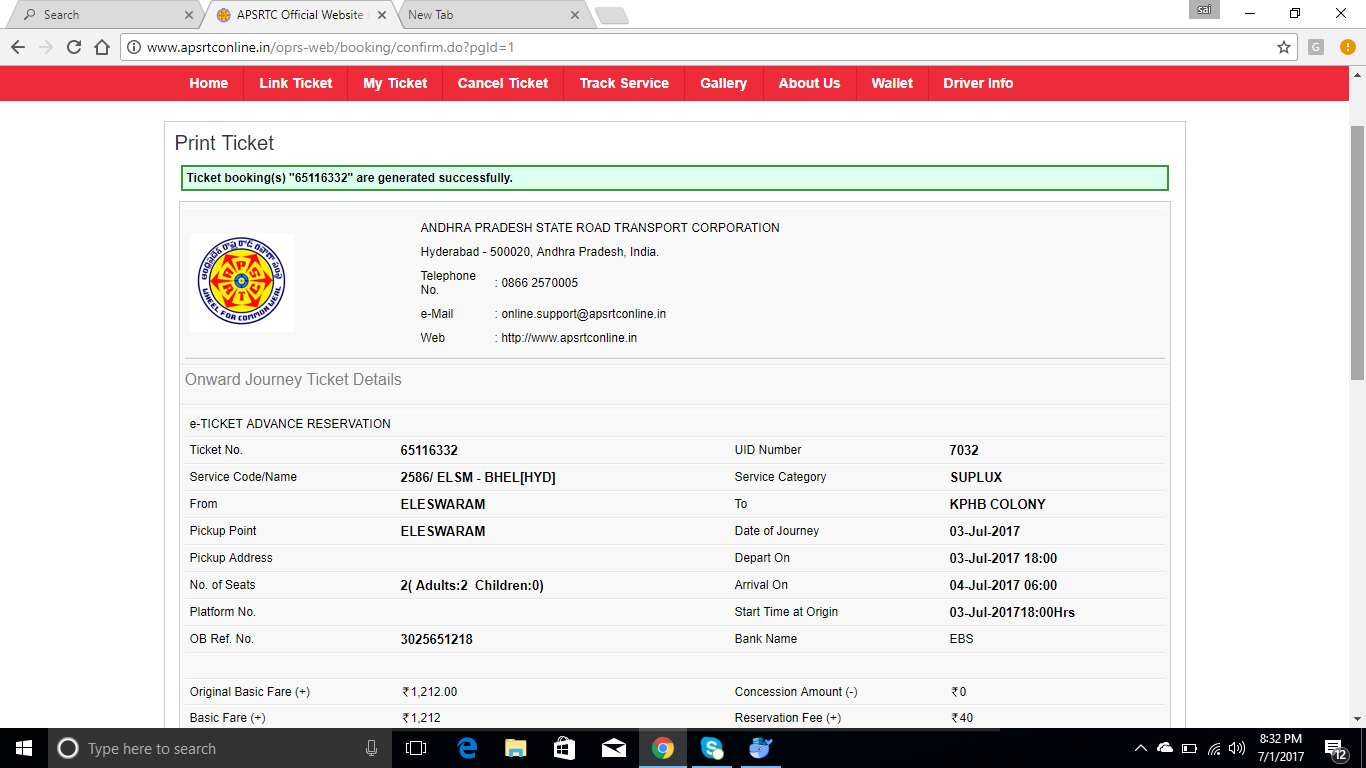 Search
APSRTC Official Website
New Tab
sai
www.apsrtconline.in/oprs-web/booking/confirm.do?pgId=1
G
Home Link Ticket My Ticket Cancel Ticket Track Service Gallery About Us Wallet Driver Info
Print Ticket
Ticket booking(s) "65116332" are generated successfully.
APSRTC
WHEEL FOR COMMON WEAL
ANDHRA PRADESH STATE ROAD TRANSPORT CORPORATION
Hyderabad - 500020, Andhra Pradesh, India.
Telephone
No. : 0866 2570005
e-Mail : online.support@apsrtconline.in
Web : http://www.apsrtconline.in
Onward Journey Ticket Details
e-TICKET ADVANCE RESERVATION
Ticket No. 65116332 UID Number 7032
Service Code/Name 2586/ ELSM - BHEL[HYD] Service Category SUPLUX
From ELESWARAM To KPHB COLONY
Pickup Point ELESWARAM Date of Journey 03-Jul-2017
Pickup Address Depart On 03-Jul-2017 18:00
No. of Seats 2( Adults:2 Children:0) Arrival On 04-Jul-2017 06:00
Platform No. Start Time at Origin 03-Jul-201718:00Hrs
OB Ref. No. 3025651218 Bank Name EBS
Original Basic Fare (+) ₹1,212.00 Concession Amount (-) ₹0
Basic Fare (+) ₹1,212 Reservation Fee (+) ₹40
Type here to search
8:32 PM
7/1/2017
12